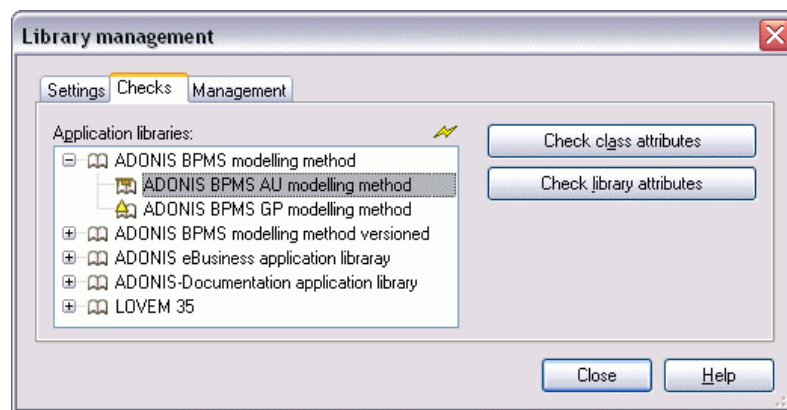 Library management
Settings Checks Management
Application libraries:
ADONIS BPMS modelling method
ADONIS BPMS AU modelling method
ADONIS BPMS GP modelling method
ADONIS BPMS modelling method versioned
ADONIS eBusiness application libraray
ADONIS-Documentation application library
LOVEM 35
Check class attributes
Check library attributes
Close Help